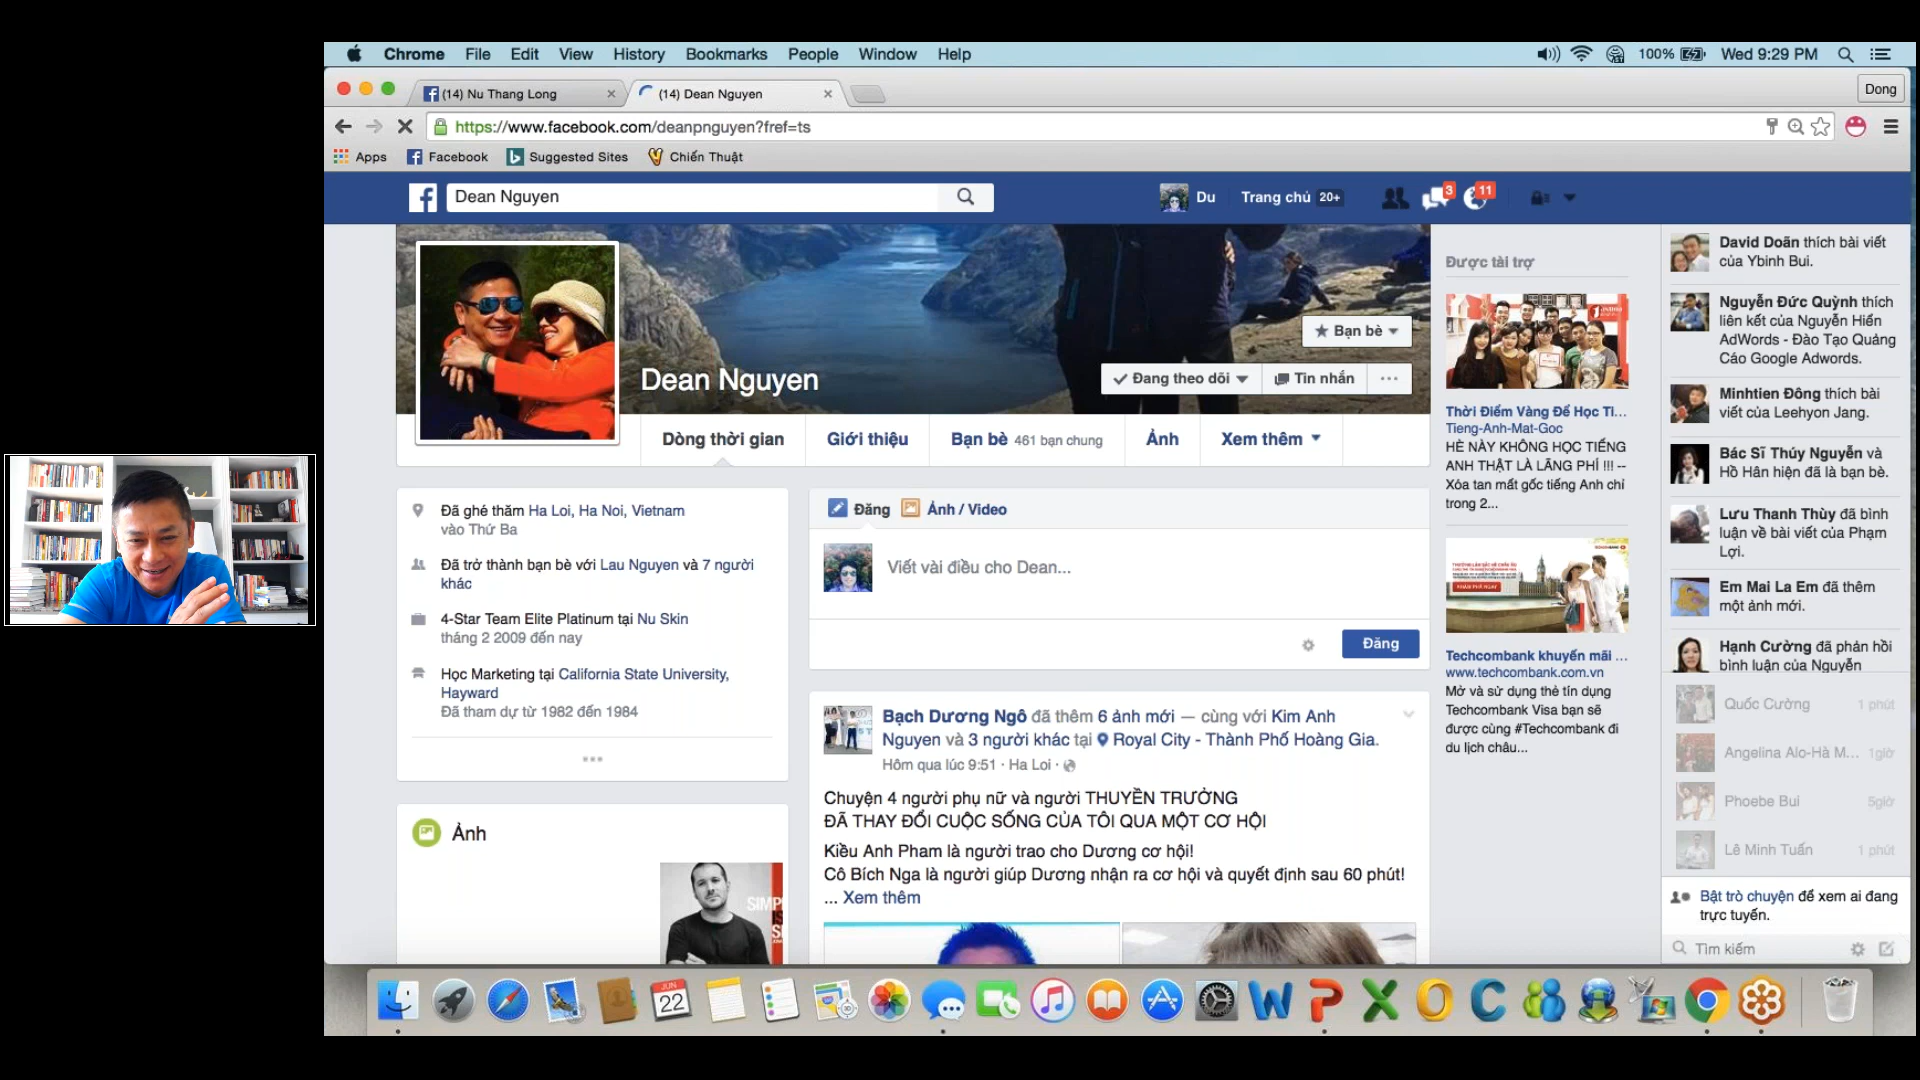 Chrome File Edit View History Bookmarks People Window Help
100% Wed 9:29 PM
(14) Nu Thang Long
(14) Dean Nguyen
Dong
https://www.facebook.com/deanpnguyen?fref=ts
Apps Facebook Suggested Sites Chiến Thuật
Dean Nguyen
Du Trang chủ 20+ 3 11
Bạn bè
Dean Nguyen
Đang theo dõi Tin nhắn
Dòng thời gian Giới thiệu Bạn bè 461 bạn chung Ảnh Xem thêm
Đã ghé thăm Ha Loi, Ha Noi, Vietnam
vào Thứ Ba
Đã trở thành bạn bè với Lau Nguyen và 7 người
khác
4-Star Team Elite Platinum tại Nu Skin
tháng 2 2009 đến nay
Học Marketing tại California State University,
Hayward
Đã tham dự từ 1982 đến 1984
Ảnh
Đăng Ảnh / Video
Viết vài điều cho Dean...
Đăng
Bạch Dương Ngô đã thêm 6 ảnh mới — cùng với Kim Anh
Nguyen và 3 người khác tại Royal City - Thành Phố Hoàng Gia.
Hôm qua lúc 9:51 · Ha Loi ·
Chuyện 4 người phụ nữ và người THUYỀN TRƯỞNG
ĐÃ THAY ĐỔI CUỘC SỐNG CỦA TÔI QUA MỘT CƠ HỘI
Kiều Anh Pham là người trao cho Dương cơ hội!
Cô Bích Nga là người giúp Dương nhận ra cơ hội và quyết định sau 60 phút!
... Xem thêm
Được tài trợ
Thời Điểm Vàng Để Học Ti...
Tieng-Anh-Mat-Goc
HÈ NÀY KHÔNG HỌC TIẾNG
ANH THẬT LÀ LÃNG PHÍ !!! --
Xóa tan mất gốc tiếng Anh chỉ
trong 2...
Techcombank khuyến mãi ...
www.techcombank.com.vn
Mở và sử dụng thẻ tín dụng
Techcombank Visa bạn sẽ
được cùng #Techcombank đi
du lịch châu...
David Doãn thích bài viết
của Ybinh Bui.
Nguyễn Đức Quỳnh thích
liên kết của Nguyễn Hiển
AdWords - Đào Tạo Quảng
Cáo Google Adwords.
Minhtien Đông thích bài
viết của Leehyon Jang.
Bác Sĩ Thúy Nguyễn và
Hồ Hân hiện đã là bạn bè.
Lưu Thanh Thùy đã bình
luận về bài viết của Phạm
Lợi.
Em Mai La Em đã thêm
một ảnh mới.
Hạnh Cường đã phản hồi
bình luận của Nguyễn
Quốc Cường 1 phút
Angelina Alo-Hà M... 1giờ
Phoebe Bui 5giờ
Lê Minh Tuấn 1 phút
Bật trò chuyện để xem ai đang
trực tuyến.
Tìm kiếm
JUN
22